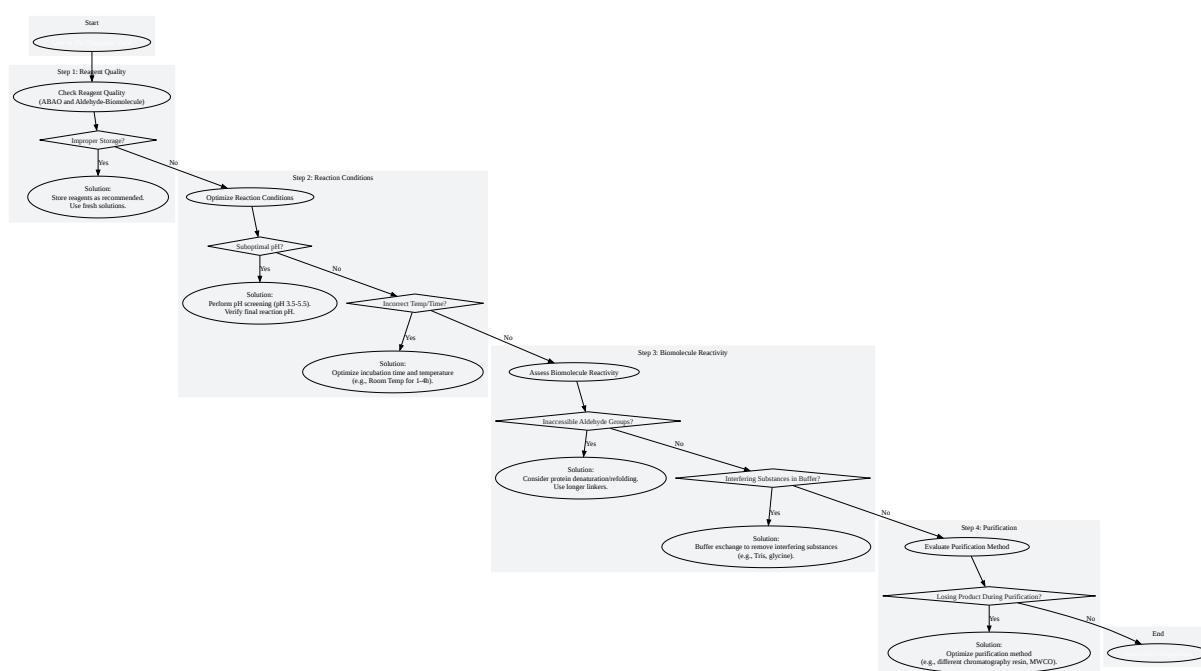 Start
Step 1: Reagent Quality
Check Reagent Quality
(ABAO and Aldehyde-Biomolecule)
Improper Storage?
Yes
No
Solution:
Store reagents as recommended.
Use fresh solutions.
Step 2: Reaction Conditions
Optimize Reaction Conditions
Suboptimal pH?
Yes
No
Solution:
Perform pH screening (pH 3.5-5.5).
Verify final reaction pH.
Incorrect Temp/Time?
Yes
No
Solution:
Optimize incubation time and temperature
(e.g., Room Temp for 1-4h).
Step 3: Biomolecule Reactivity
Assess Biomolecule Reactivity
Inaccessible Aldehyde Groups?
Yes
No
Solution:
Consider protein denaturation/refolding.
Use longer linkers.
Interfering Substances in Buffer?
Yes
No
Solution:
Buffer exchange to remove interfering substances
(e.g., Tris, glycine).
Step 4: Purification
Evaluate Purification Method
Losing Product During Purification?
Yes
No
Solution:
Optimize purification method
(e.g., different chromatography resin, MWCO).
End